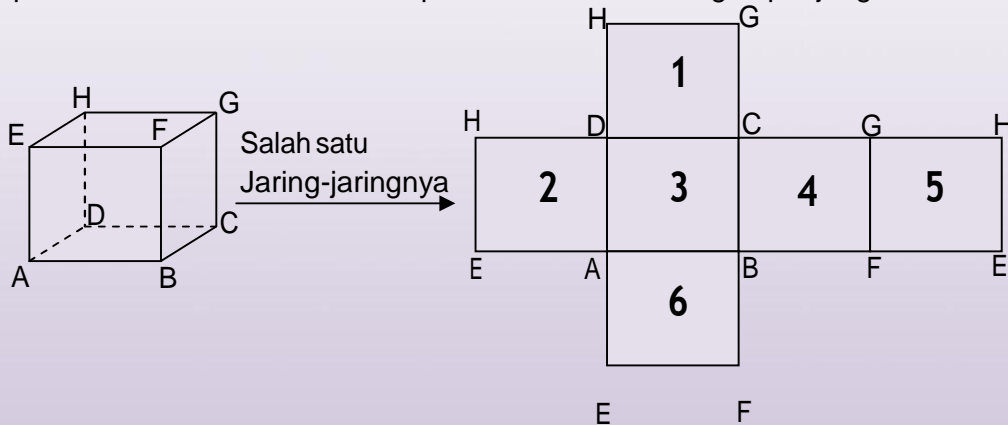 H G
1
H
G
E
F
Salah satu
Jaring-jaringnya
D
C
A
B
H D C G H
2 3 4 5
E A B F E
6
E F